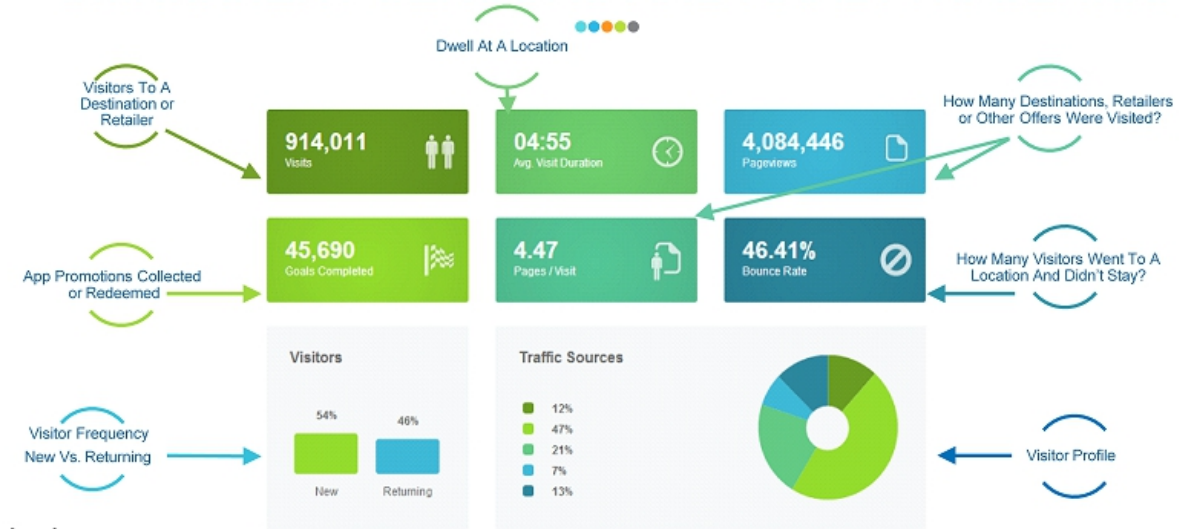 Dwell At A Location
Visitors To A
Destination or
Retailer
How Many Destinations, Retailers
or Other Offers Were Visited?
914,011
Visits
04:55
Avg. Visit Duration
4,084,446
Pageviews
45,690
Goals Completed
4.47
Pages / Visit
46.41%
Bounce Rate
App Promotions Collected
or Redeemed
How Many Visitors Went To A
Location And Didn't Stay?
Visitors
54%
46%
New
Returning
Traffic Sources
12%
47%
21%
7%
13%
Visitor Frequency
New Vs. Returning
Visitor Profile